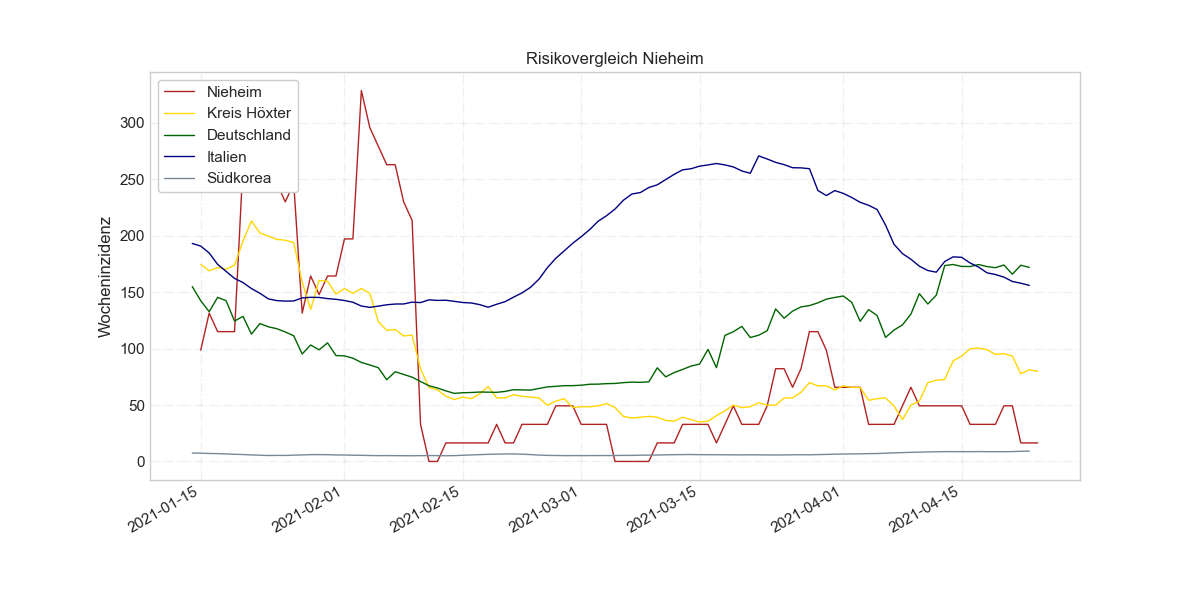 Risikovergleich Nieheim
Nieheim
Kreis Höxter
Deutschland
Italien
Südkorea
Wocheninzidenz
300
250
200
150
100
50
0
2021-01-15
2021-02-01
2021-02-15
2021-03-01
2021-03-15
2021-04-01
2021-04-15